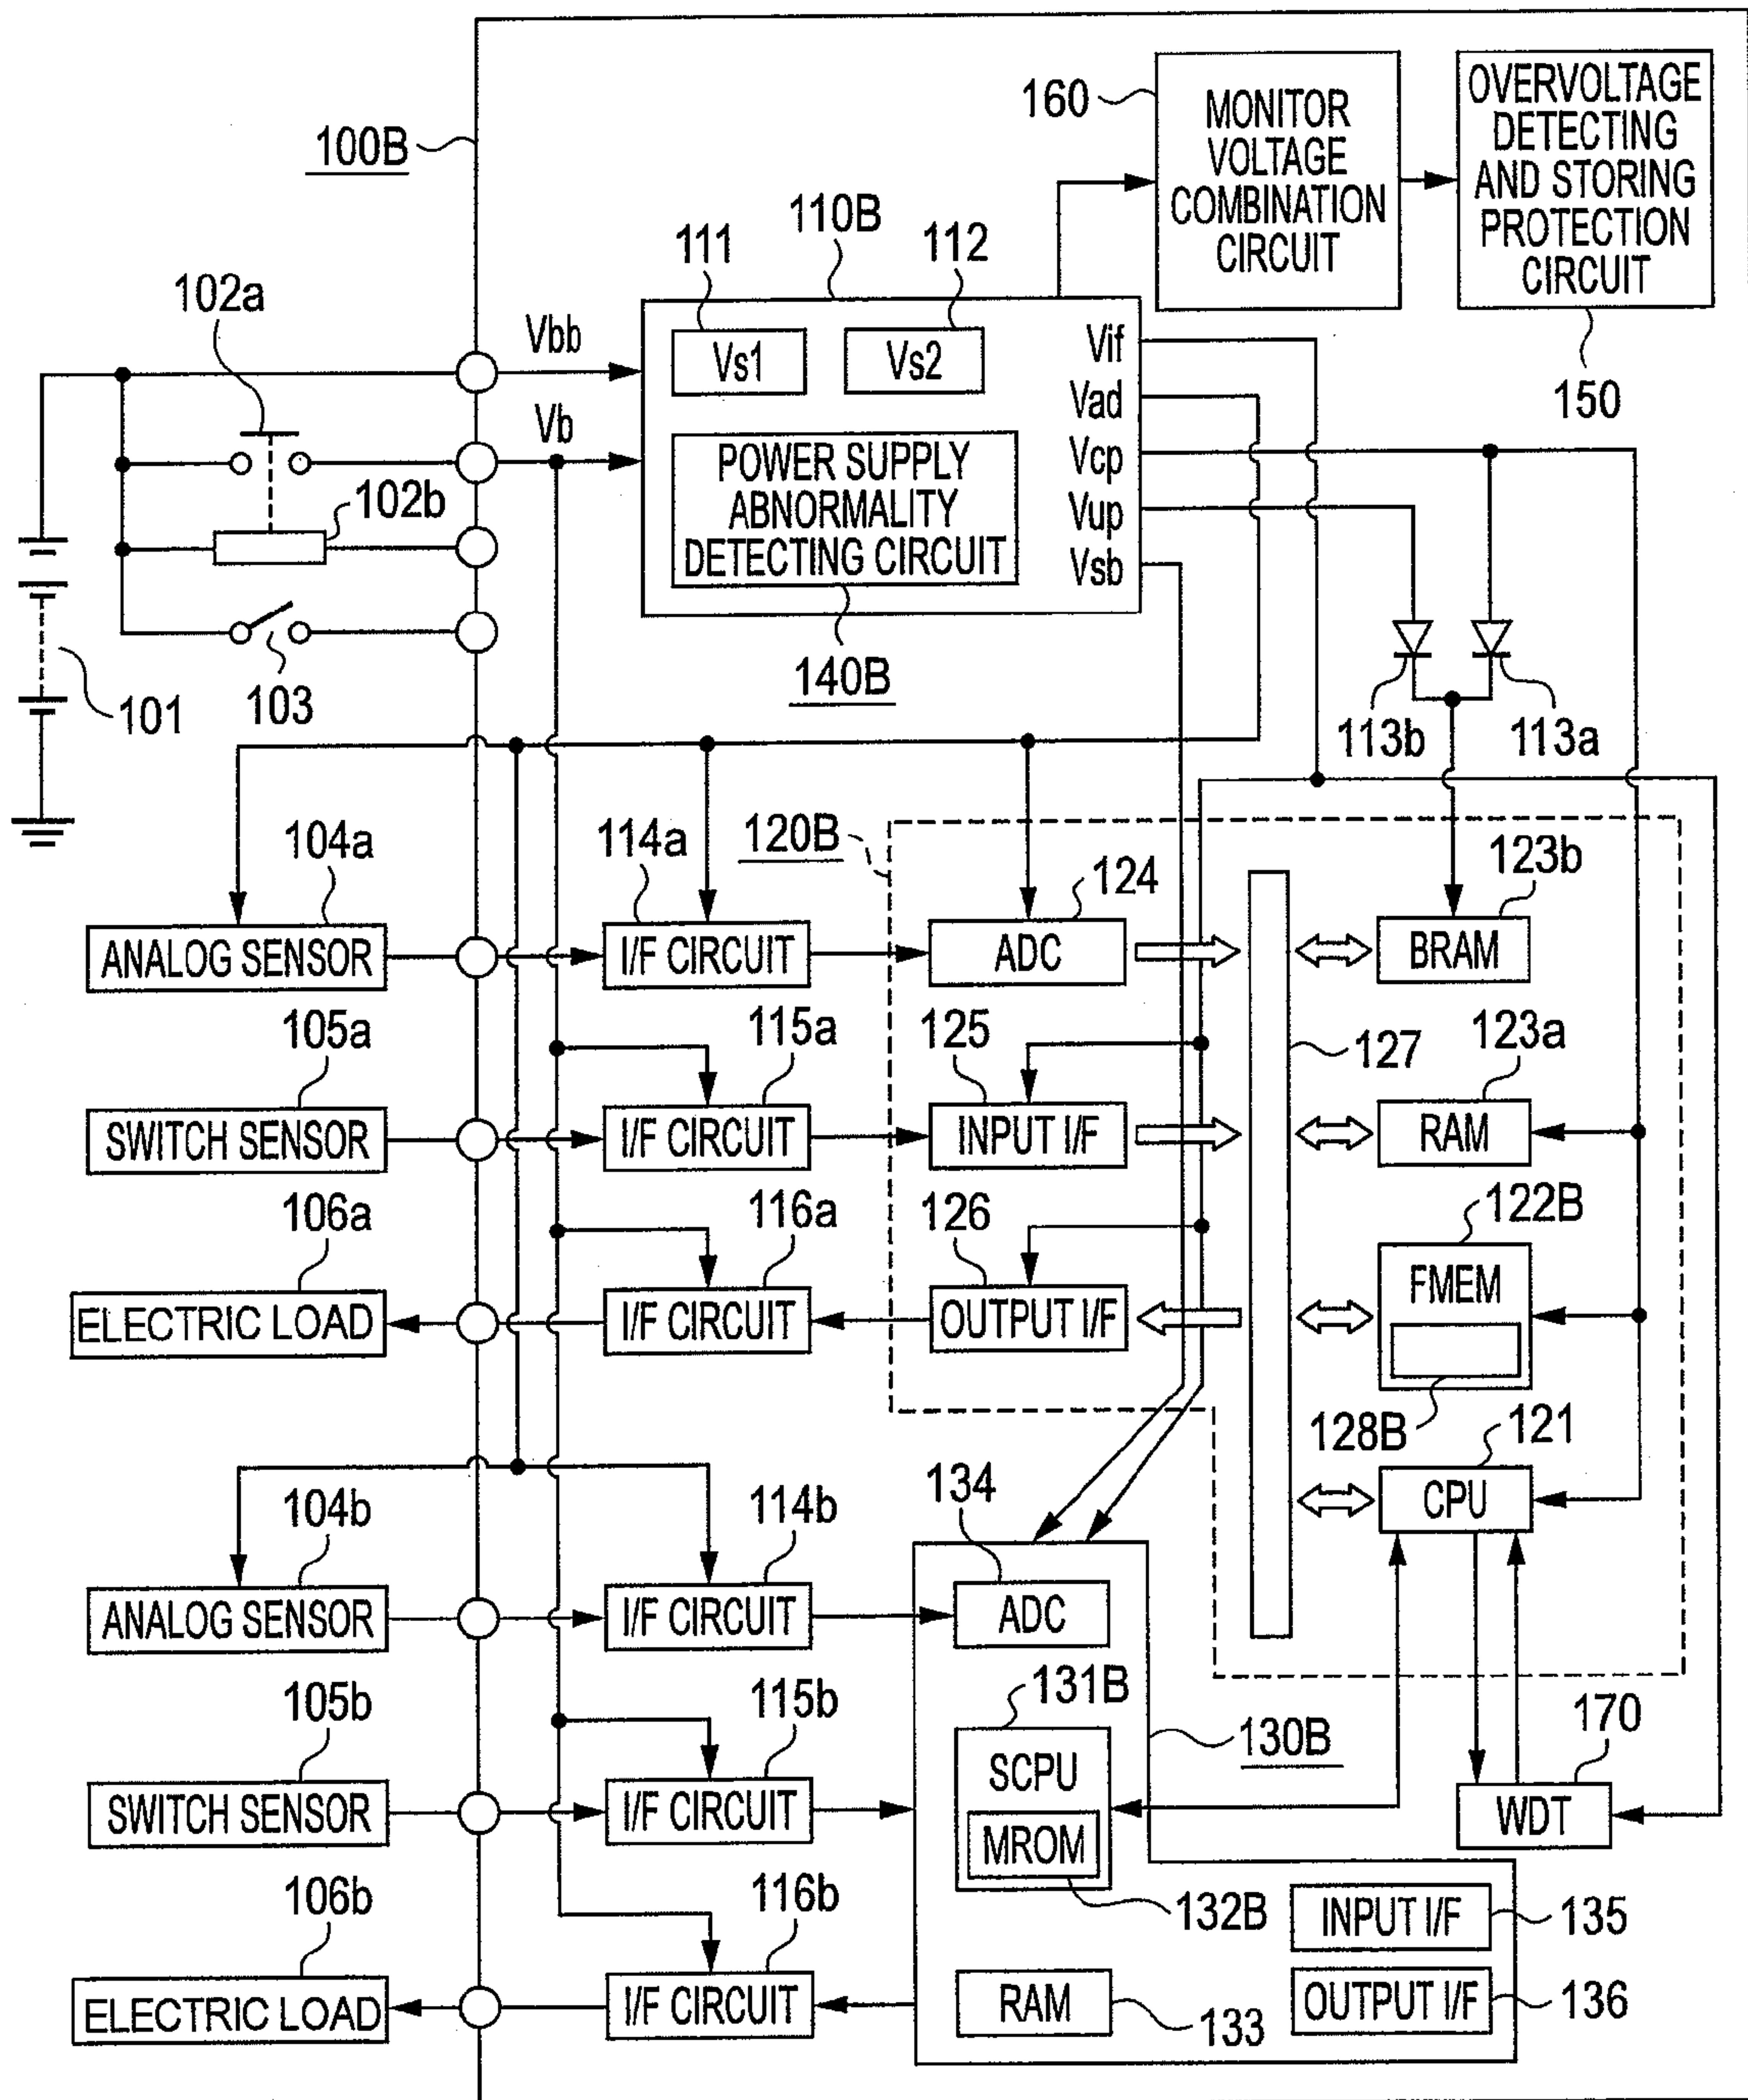 100B
160
MONITOR
VOLTAGE
COMBINATION
CIRCUIT
OVERVOLTAGE
DETECTING
AND STORING
PROTECTION
CIRCUIT
150
110B
111
112
102a
Vbb
Vs1
Vs2
Vif
Vad
Vcp
Vup
Vsb
Vb
POWER SUPPLY
ABNORMALITY
DETECTING CIRCUIT
102b
140B
101
103
113b
113a
120B
104a
114a
124
123b
ANALOG SENSOR
I/F CIRCUIT
ADC
BRAM
105a
115a
125
127
123a
SWITCH SENSOR
I/F CIRCUIT
INPUT I/F
RAM
106a
116a
126
122B
FMEM
ELECTRIC LOAD
I/F CIRCUIT
OUTPUT I/F
128B
121
CPU
104b
114b
134
ANALOG SENSOR
I/F CIRCUIT
ADC
105b
115b
131B
130B
170
SWITCH SENSOR
I/F CIRCUIT
SCPU
MROM
WDT
132B
106b
116b
INPUT I/F
135
ELECTRIC LOAD
I/F CIRCUIT
RAM
133
OUTPUT I/F
136